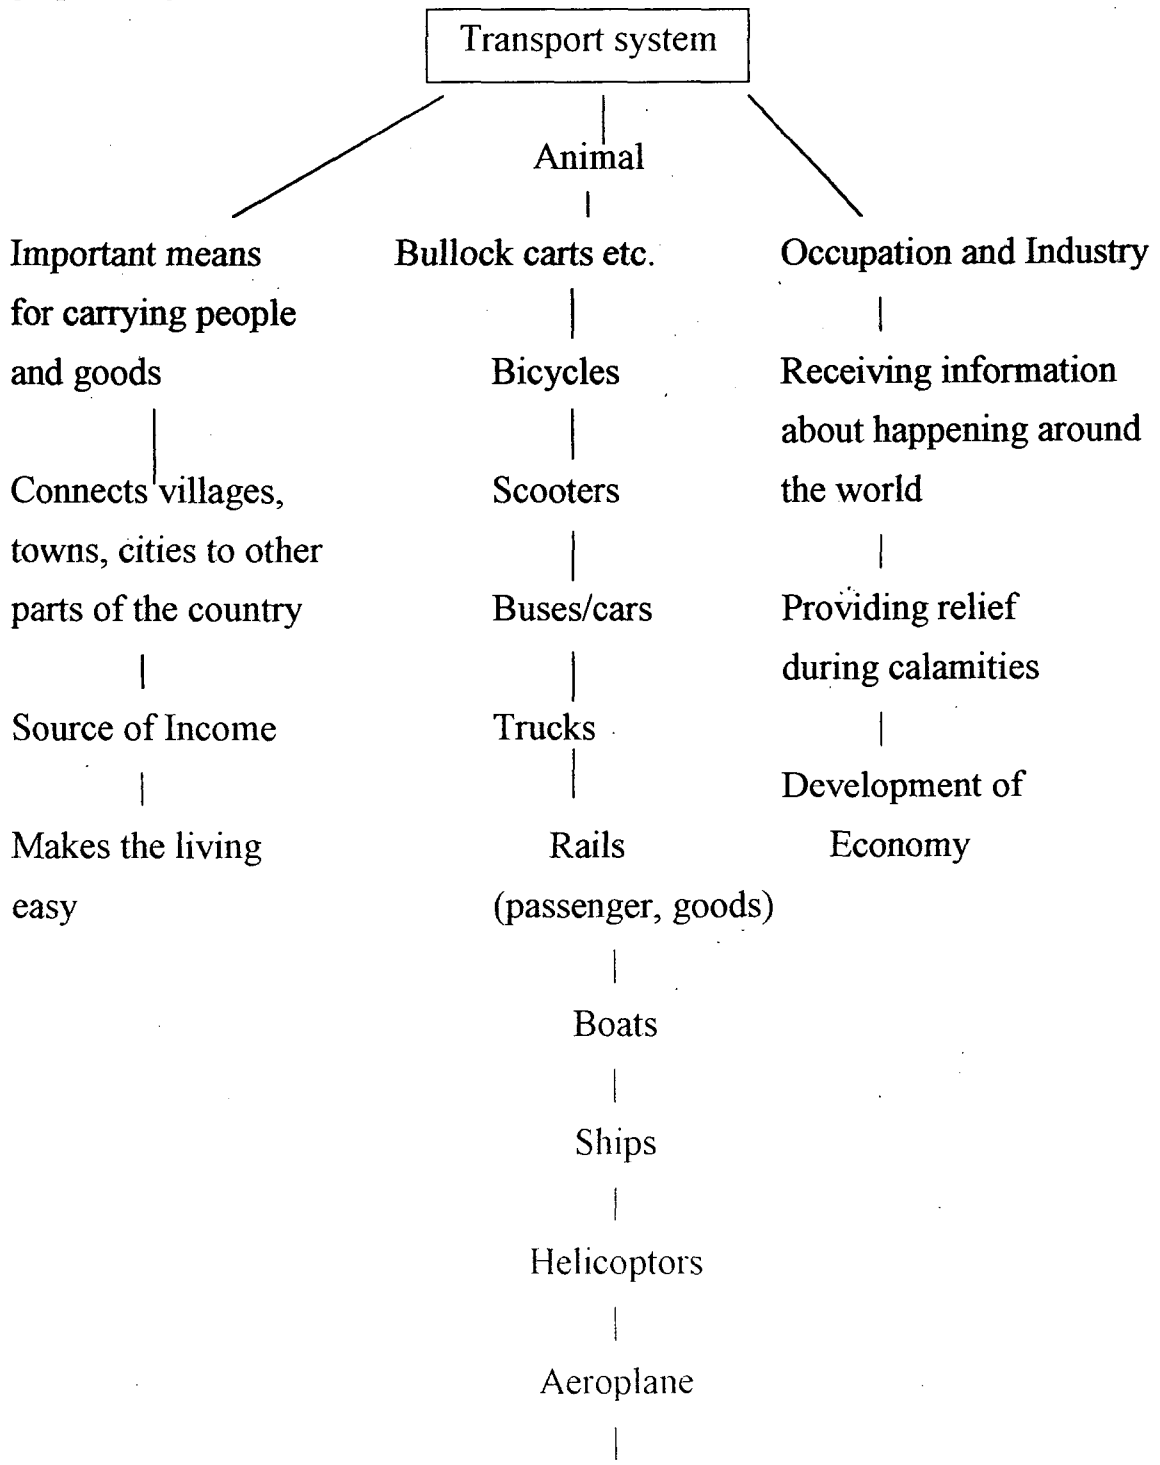 Transport system
Animal
Important means
for carrying people
and goods
Connects villages,
towns, cities to other
parts of the country
Source of Income
Makes the living
easy
Bullock carts etc.
Bicycles
Scooters
Buses/cars
Trucks
Rails
(passenger, goods)
Boats
Ships
Helicoptors
Aeroplane
Occupation and Industry
Receiving information
about happening around
the world
Providing relief
during calamities
Development of
Economy